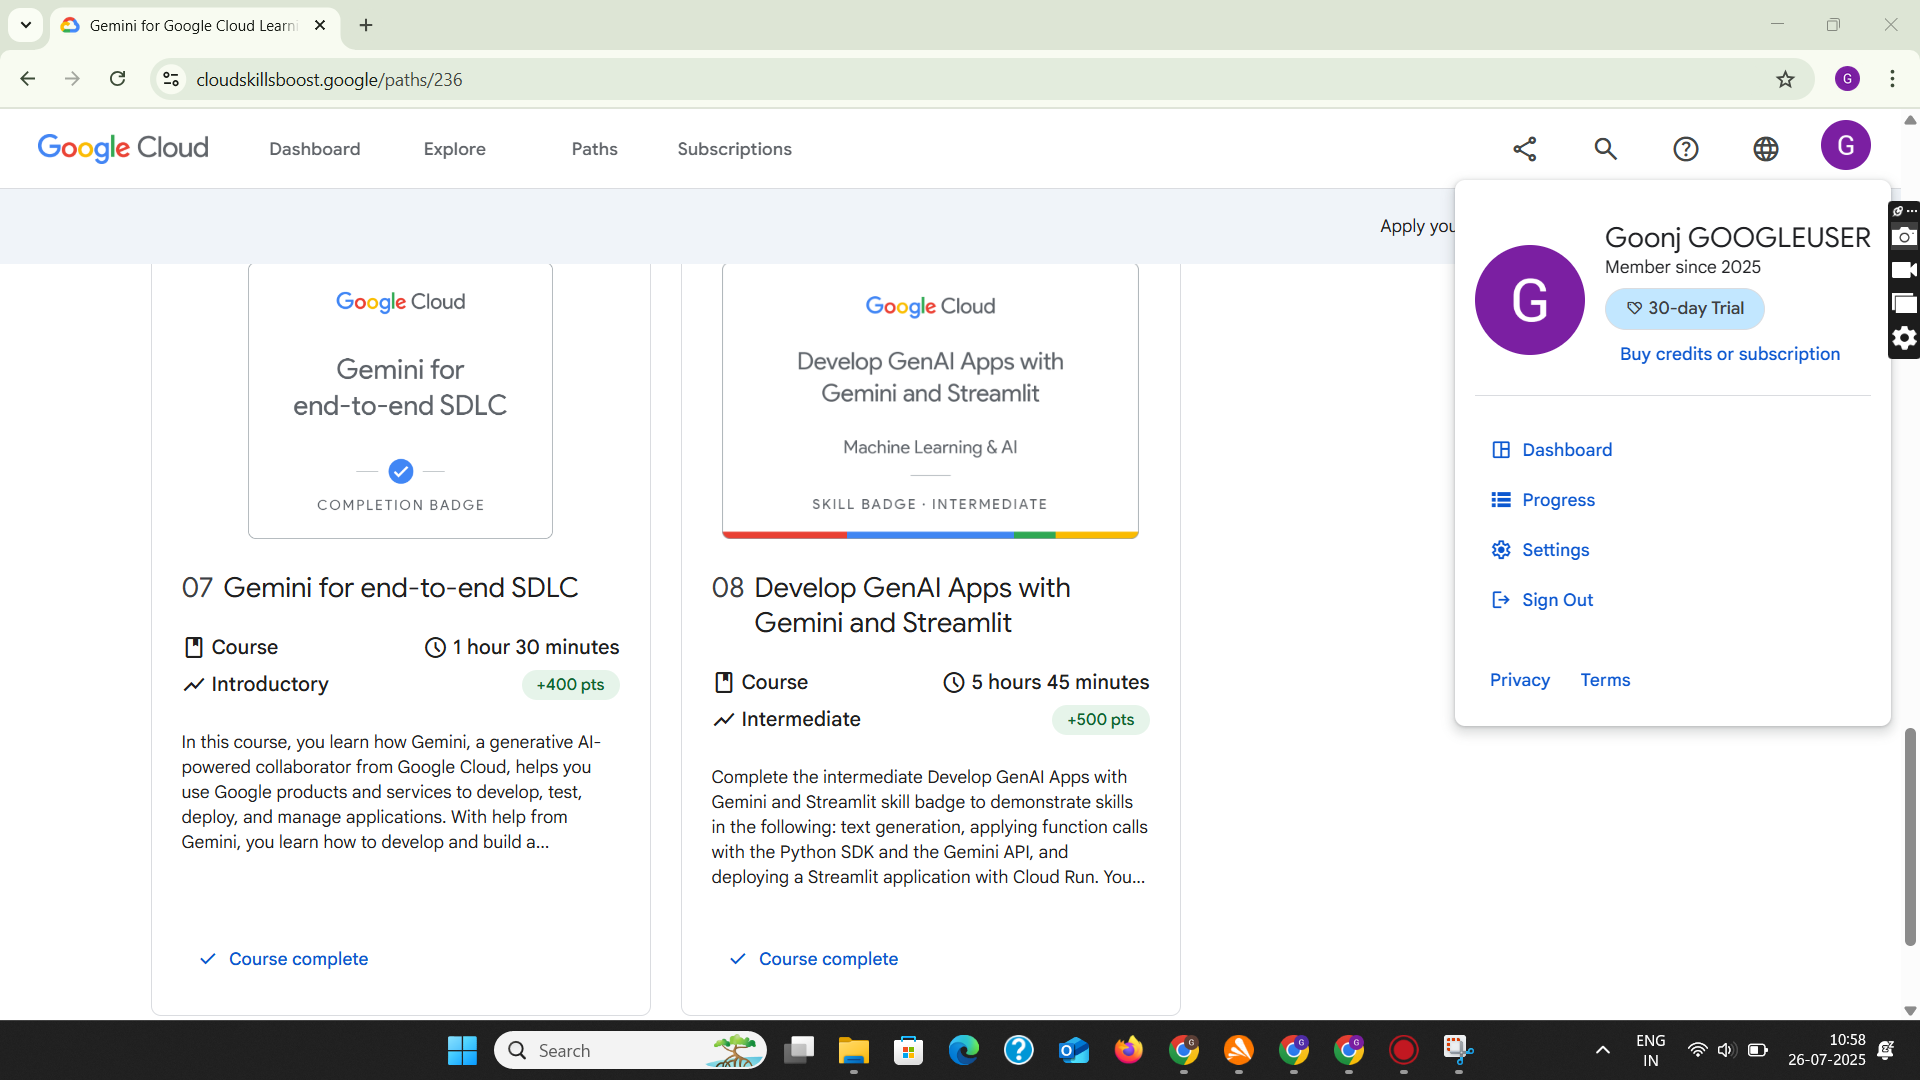 Gemini for Google Cloud Learni
cloudskillsboost.google/paths/236
G
Google Cloud
Dashboard
Explore
Paths
Subscriptions
G
Apply you
Goonj GOOGLEUSER
Member since 2025
G
30-day Trial
Buy credits or subscription
Dashboard
Progress
Settings
Sign Out
Privacy
Terms
Google Cloud
Gemini for
end-to-end SDLC
COMPLETION BADGE
07 Gemini for end-to-end SDLC
Course
1 hour 30 minutes
Introductory
+400 pts
In this course, you learn how Gemini, a generative AI-
powered collaborator from Google Cloud, helps you
use Google products and services to develop, test,
deploy, and manage applications. With help from
Gemini, you learn how to develop and build a...
Course complete
Google Cloud
Develop GenAI Apps with
Gemini and Streamlit
Machine Learning & AI
SKILL BADGE · INTERMEDIATE
08 Develop GenAI Apps with
Gemini and Streamlit
Course
5 hours 45 minutes
Intermediate
+500 pts
Complete the intermediate Develop GenAI Apps with
Gemini and Streamlit skill badge to demonstrate skills
in the following: text generation, applying function calls
with the Python SDK and the Gemini API, and
deploying a Streamlit application with Cloud Run. You...
Course complete
Search
ENG
IN
10:58
26-07-2025